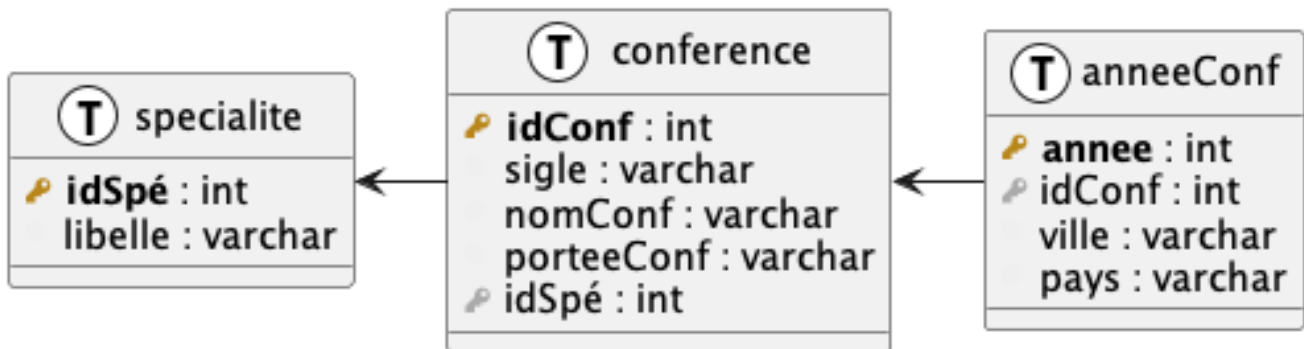 T specialite
idSpé : int
libelle : varchar
T conference
idConf : int
sigle : varchar
nomConf : varchar
porteeConf : varchar
idSpé : int
T anneeConf
annee : int
idConf : int
ville : varchar
pays : varchar